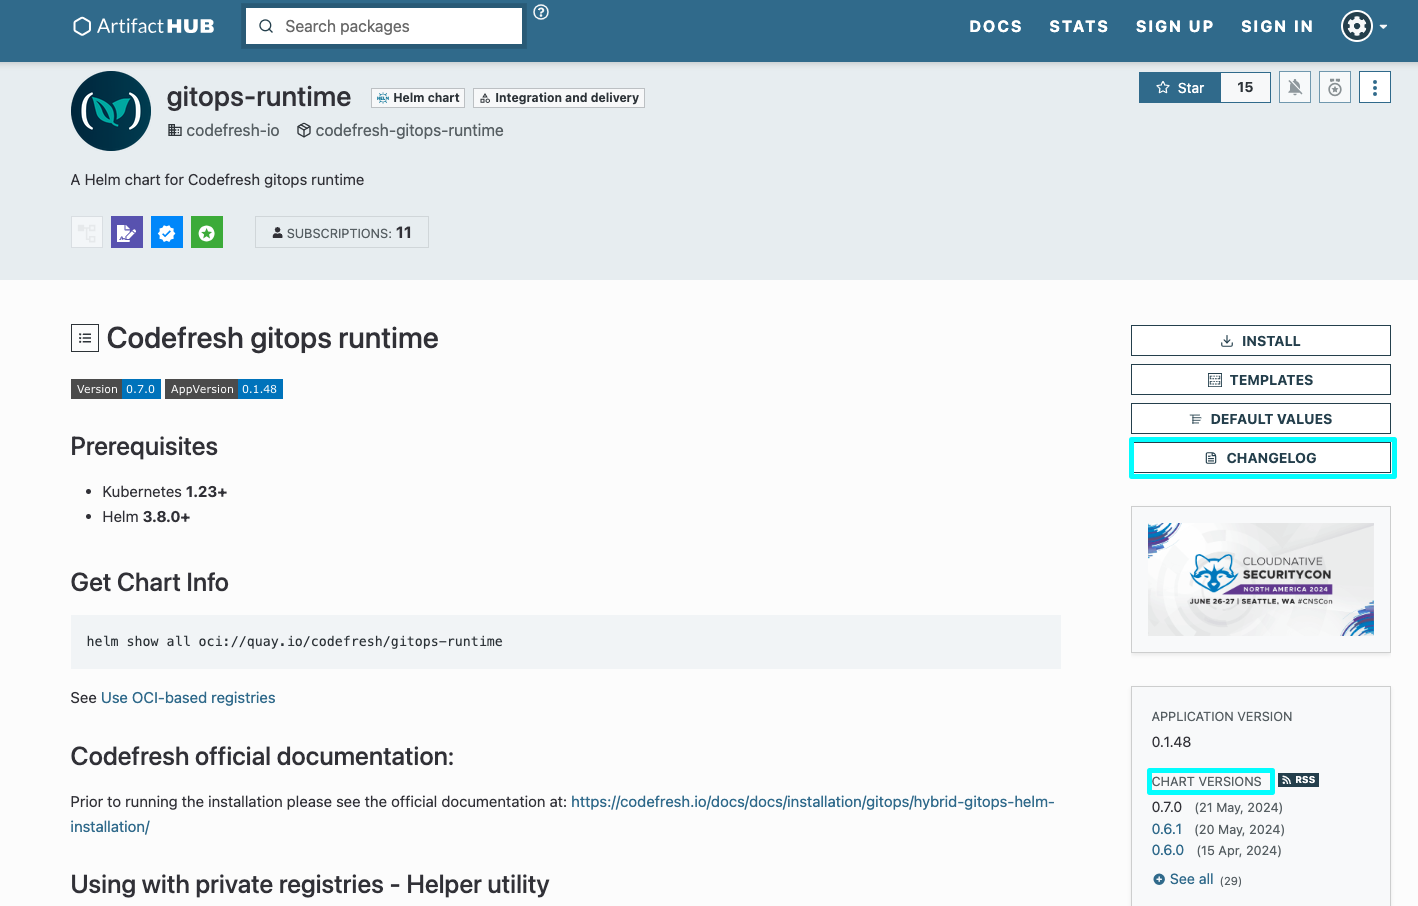 ArtifactHUB
Search packages
DOCS STATS SIGN UP SIGN IN
gitops-runtime
Helm chart
Integration and delivery
codefresh-io
codefresh-gitops-runtime
Star 15
A Helm chart for Codefresh gitops runtime
SUBSCRIPTIONS: 11
Codefresh gitops runtime
Version 0.7.0 AppVersion 0.1.48
Prerequisites
• Kubernetes 1.23+
• Helm 3.8.0+
Get Chart Info
helm show all oci://quay.io/codefresh/gitops-runtime
See Use OCI-based registries
Codefresh official documentation:
Prior to running the installation please see the official documentation at: https://codefresh.io/docs/docs/installation/gitops/hybrid-gitops-helm-
installation/
Using with private registries - Helper utility
INSTALL
TEMPLATES
DEFAULT VALUES
CHANGELOG
CLOUDNATIVE
SECURITYCON
NORTH AMERICA 2024
JUNE 26-27 | SEATTLE, WA #CNSCon
APPLICATION VERSION
0.1.48
CHART VERSIONS RSS
0.7.0 (21 May, 2024)
0.6.1 (20 May, 2024)
0.6.0 (15 Apr, 2024)
See all (29)